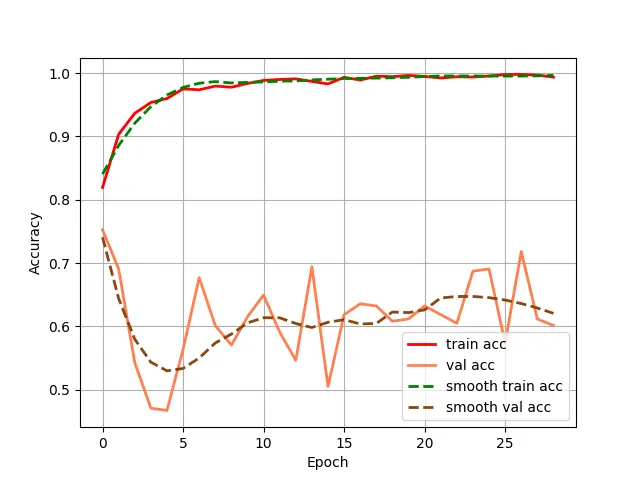 1.0
0.9
0.8
0.7
0.6
0.5
Accuracy
0 5 10 15 20 25
Epoch
train acc
val acc
smooth train acc
smooth val acc